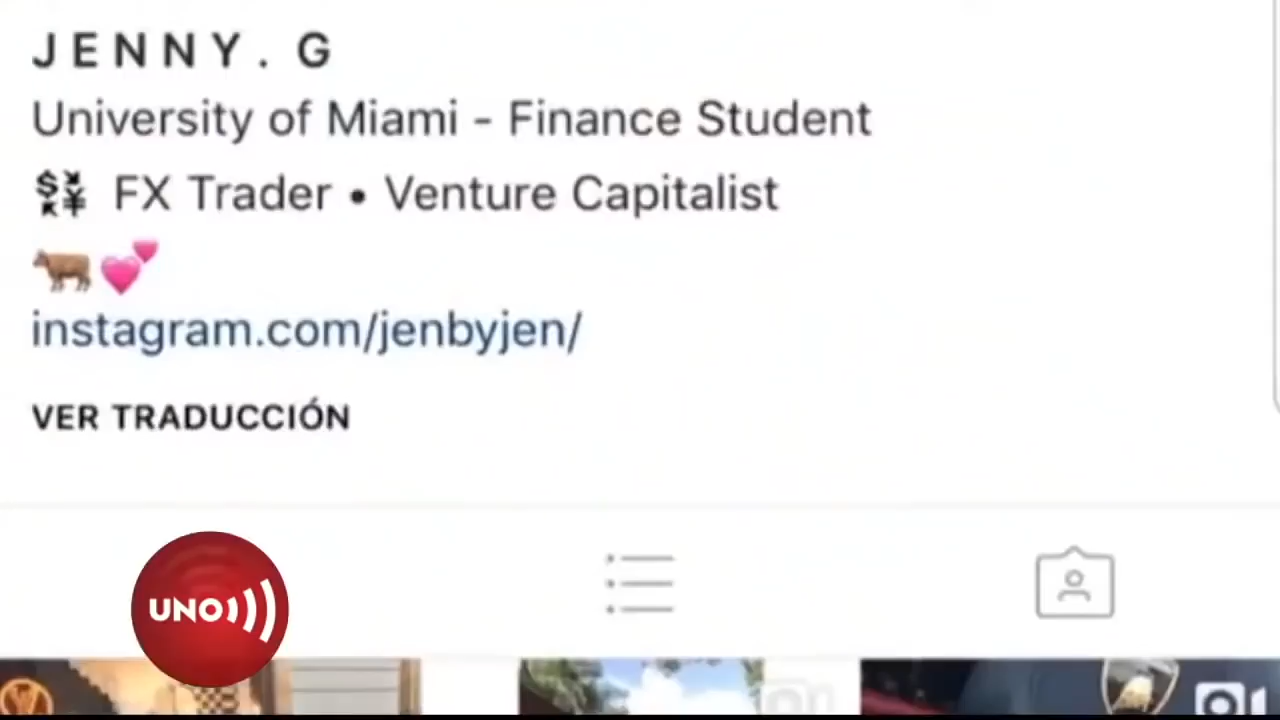 JENNY. G
University of Miami - Finance Student
💱 FX Trader • Venture Capitalist
🐂💕
instagram.com/jenbyjen/
VER TRADUCCIÓN
UNO